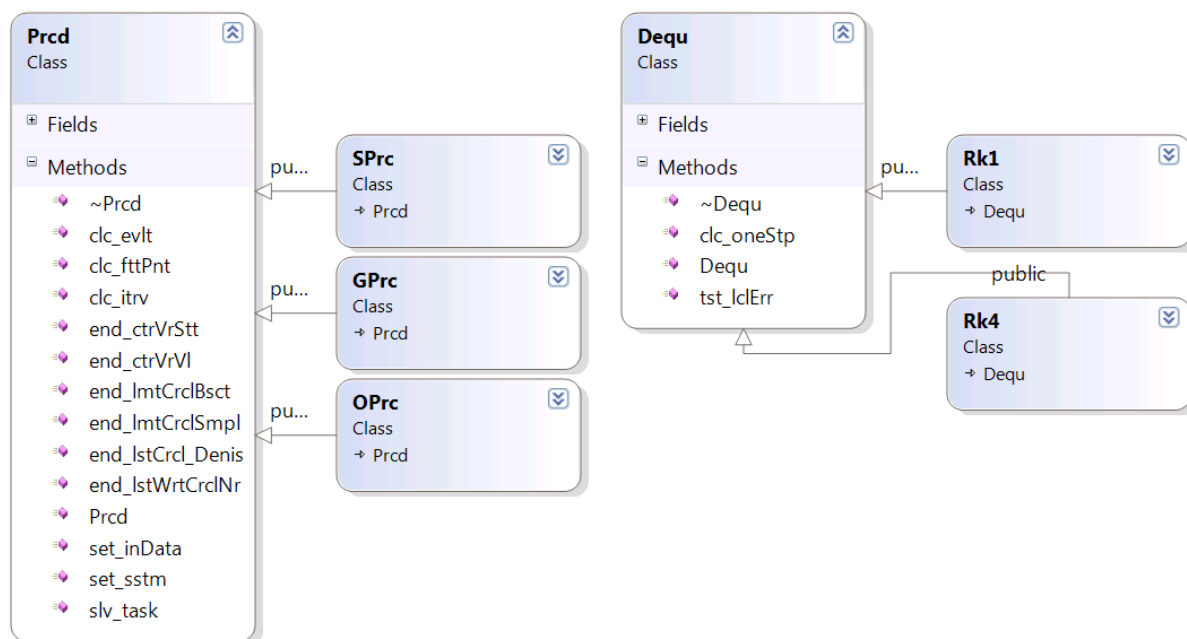 Prcd
Class
Fields
Methods
~Prcd
clc_evlt
clc_fttPnt
clc_itrv
end_ctrVrStt
end_ctrVrVl
end_lmtCrclBsct
end_lmtCrclSmpl
end_lstCrcl_Denis
end_lstWrtCrclNr
Prcd
set_inData
set_sstm
slv_task
pu...
SPrc
Class
Prcd
pu...
GPrc
Class
Prcd
pu...
OPrc
Class
Prcd
Dequ
Class
Fields
Methods
~Dequ
clc_oneStp
Dequ
tst_lclErr
pu...
Rk1
Class
Dequ
public
Rk4
Class
Dequ